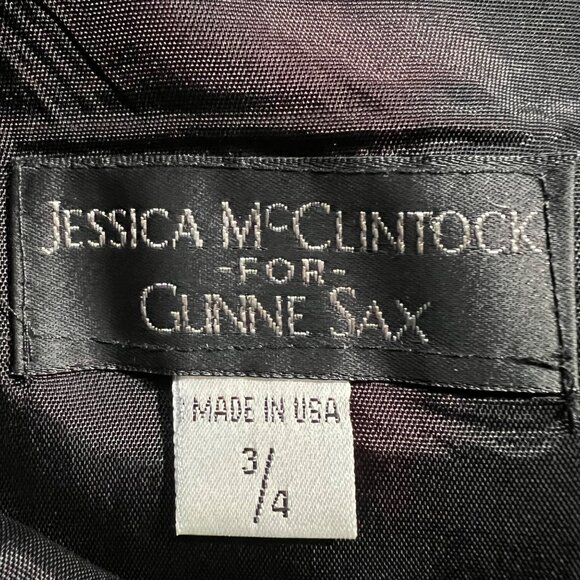 JESSICA McCLINTOCK
-FOR-
GUNNE SAX
MADE IN USA
3/4